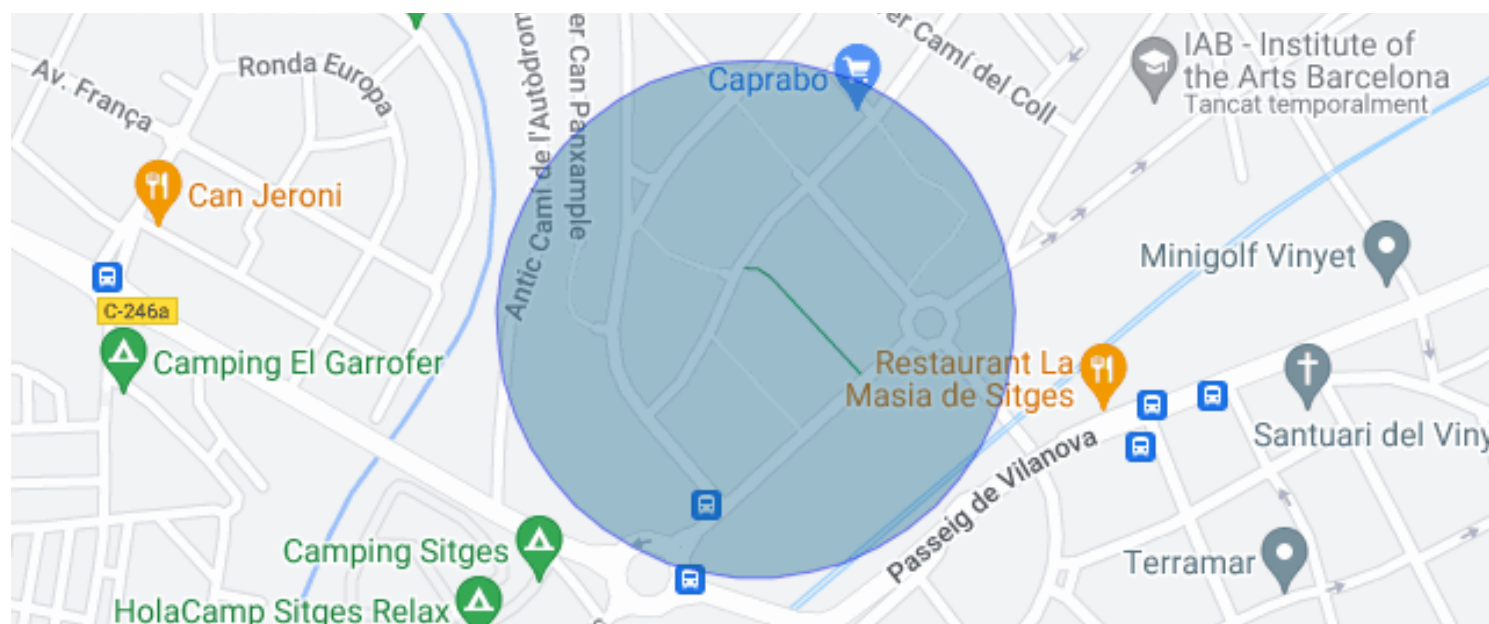 Av. França
Ronda Europa
er Can Panxample
Antic Camí de l'Autòdrom
Caprabo
er Camí del Coll
IAB - Institute of
the Arts Barcelona
Tancat temporalment
Can Jeroni
C-246a
Camping El Garrofer
Minigolf Vinyet
Restaurant La
Masia de Sitges
Santuari del Viny
Passeig de Vilanova
Camping Sitges
HolaCamp Sitges Relax
Terramar